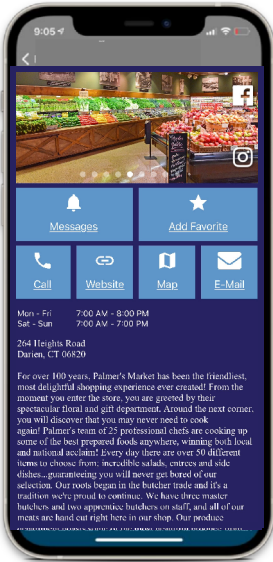 9:05
Messages
Add Favorite
Call
Website
Map
E-Mail
Mon - Fri 7:00 AM - 8:00 PM
Sat - Sun 7:00 AM - 7:00 PM
264 Heights Road
Darien, CT 06820
For over 100 years, Palmer's Market has been the friendliest,
most delightful shopping experience ever created! From the
moment you enter the store, you are greeted by their
spectacular floral and gift department. Around the next corner,
you will discover that you may never need to cook
again! Palmer's team of 25 professional chefs are cooking up
some of the best prepared foods anywhere, winning both local
and national acclaim! Every day there are over 50 different
items to choose from; incredible salads, entrees and side
dishes...guaranteeing you will never get bored of our
selection. Our roots began in the butcher trade and it's a
tradition we're proud to continue. We have three master
butchers and two apprentice butchers on staff, and all of our
meats are hand cut right here in our shop. Our produce